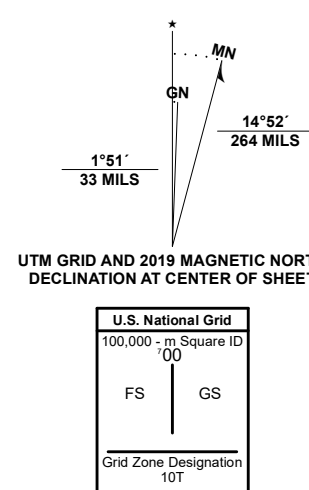 ★
MN
GN
14°52´
264 MILS
1°51´
33 MILS
UTM GRID AND 2019 MAGNETIC NORT
DECLINATION AT CENTER OF SHEET
U.S. National Grid
100,000 - m Square ID
⁷00
FS GS
Grid Zone Designation
10T